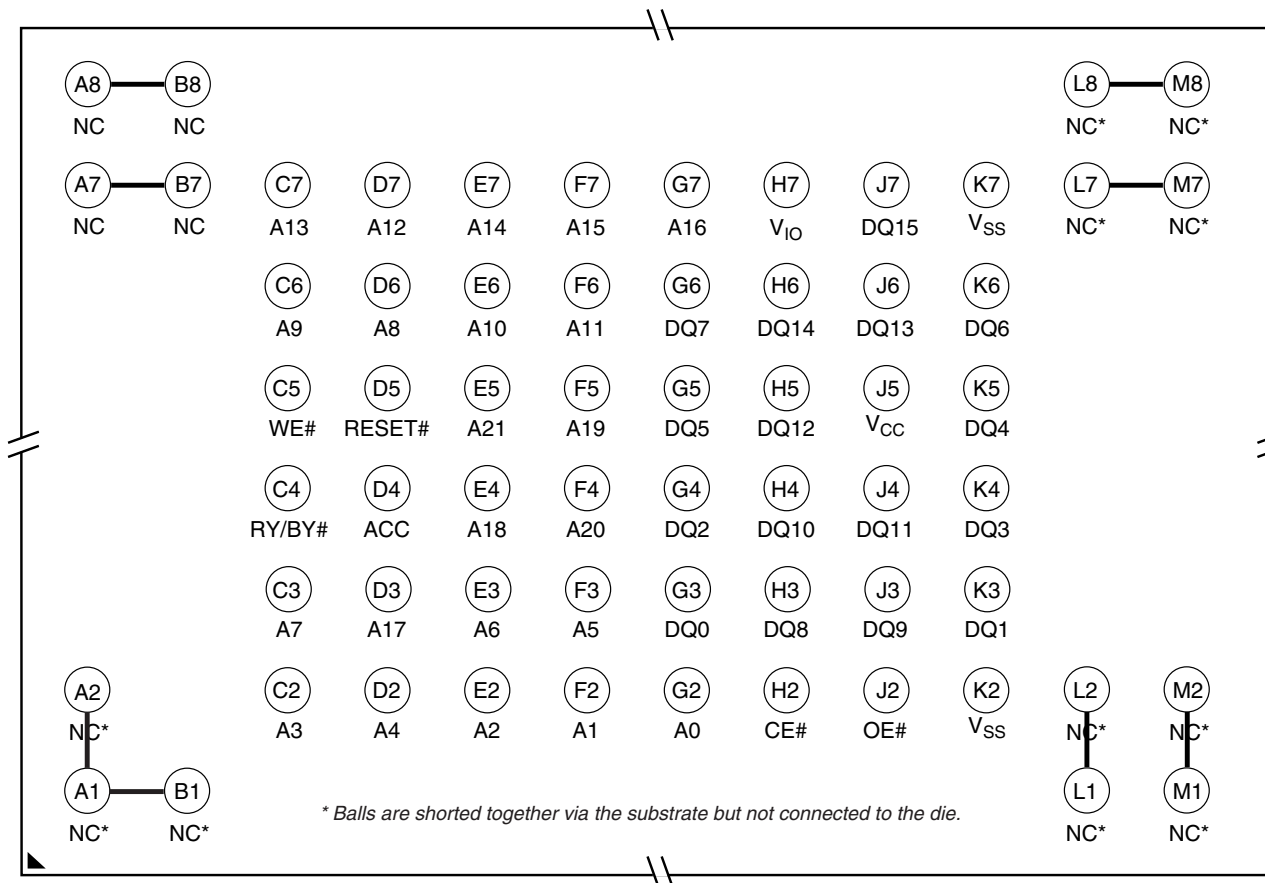 A8 B8 L8 M8
NC NC NC* NC*
A7 B7 C7 D7 E7 F7 G7 H7 J7 K7 L7 M7
NC NC A13 A12 A14 A15 A16 VIO DQ15 VSS NC* NC*
C6 D6 E6 F6 G6 H6 J6 K6
A9 A8 A10 A11 DQ7 DQ14 DQ13 DQ6
C5 D5 E5 F5 G5 H5 J5 K5
WE# RESET# A21 A19 DQ5 DQ12 VCC DQ4
C4 D4 E4 F4 G4 H4 J4 K4
RY/BY# ACC A18 A20 DQ2 DQ10 DQ11 DQ3
C3 D3 E3 F3 G3 H3 J3 K3
A7 A17 A6 A5 DQ0 DQ8 DQ9 DQ1
A2 C2 D2 E2 F2 G2 H2 J2 K2 L2 M2
NC* A3 A4 A2 A1 A0 CE# OE# VSS NC* NC*
A1 B1 L1 M1
* Balls are shorted together via the substrate but not connected to the die.
NC* NC* NC* NC*